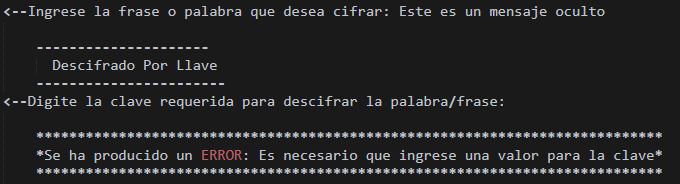 <--Ingrese la frase o palabra que desea cifrar: Este es un mensaje oculto
---------------------
Descifrado Por Llave
-----------------------
<--Digite la clave requerida para descifrar la palabra/frase:
****************************************************************************
*Se ha producido un ERROR: Es necesario que ingrese una valor para la clave*
****************************************************************************